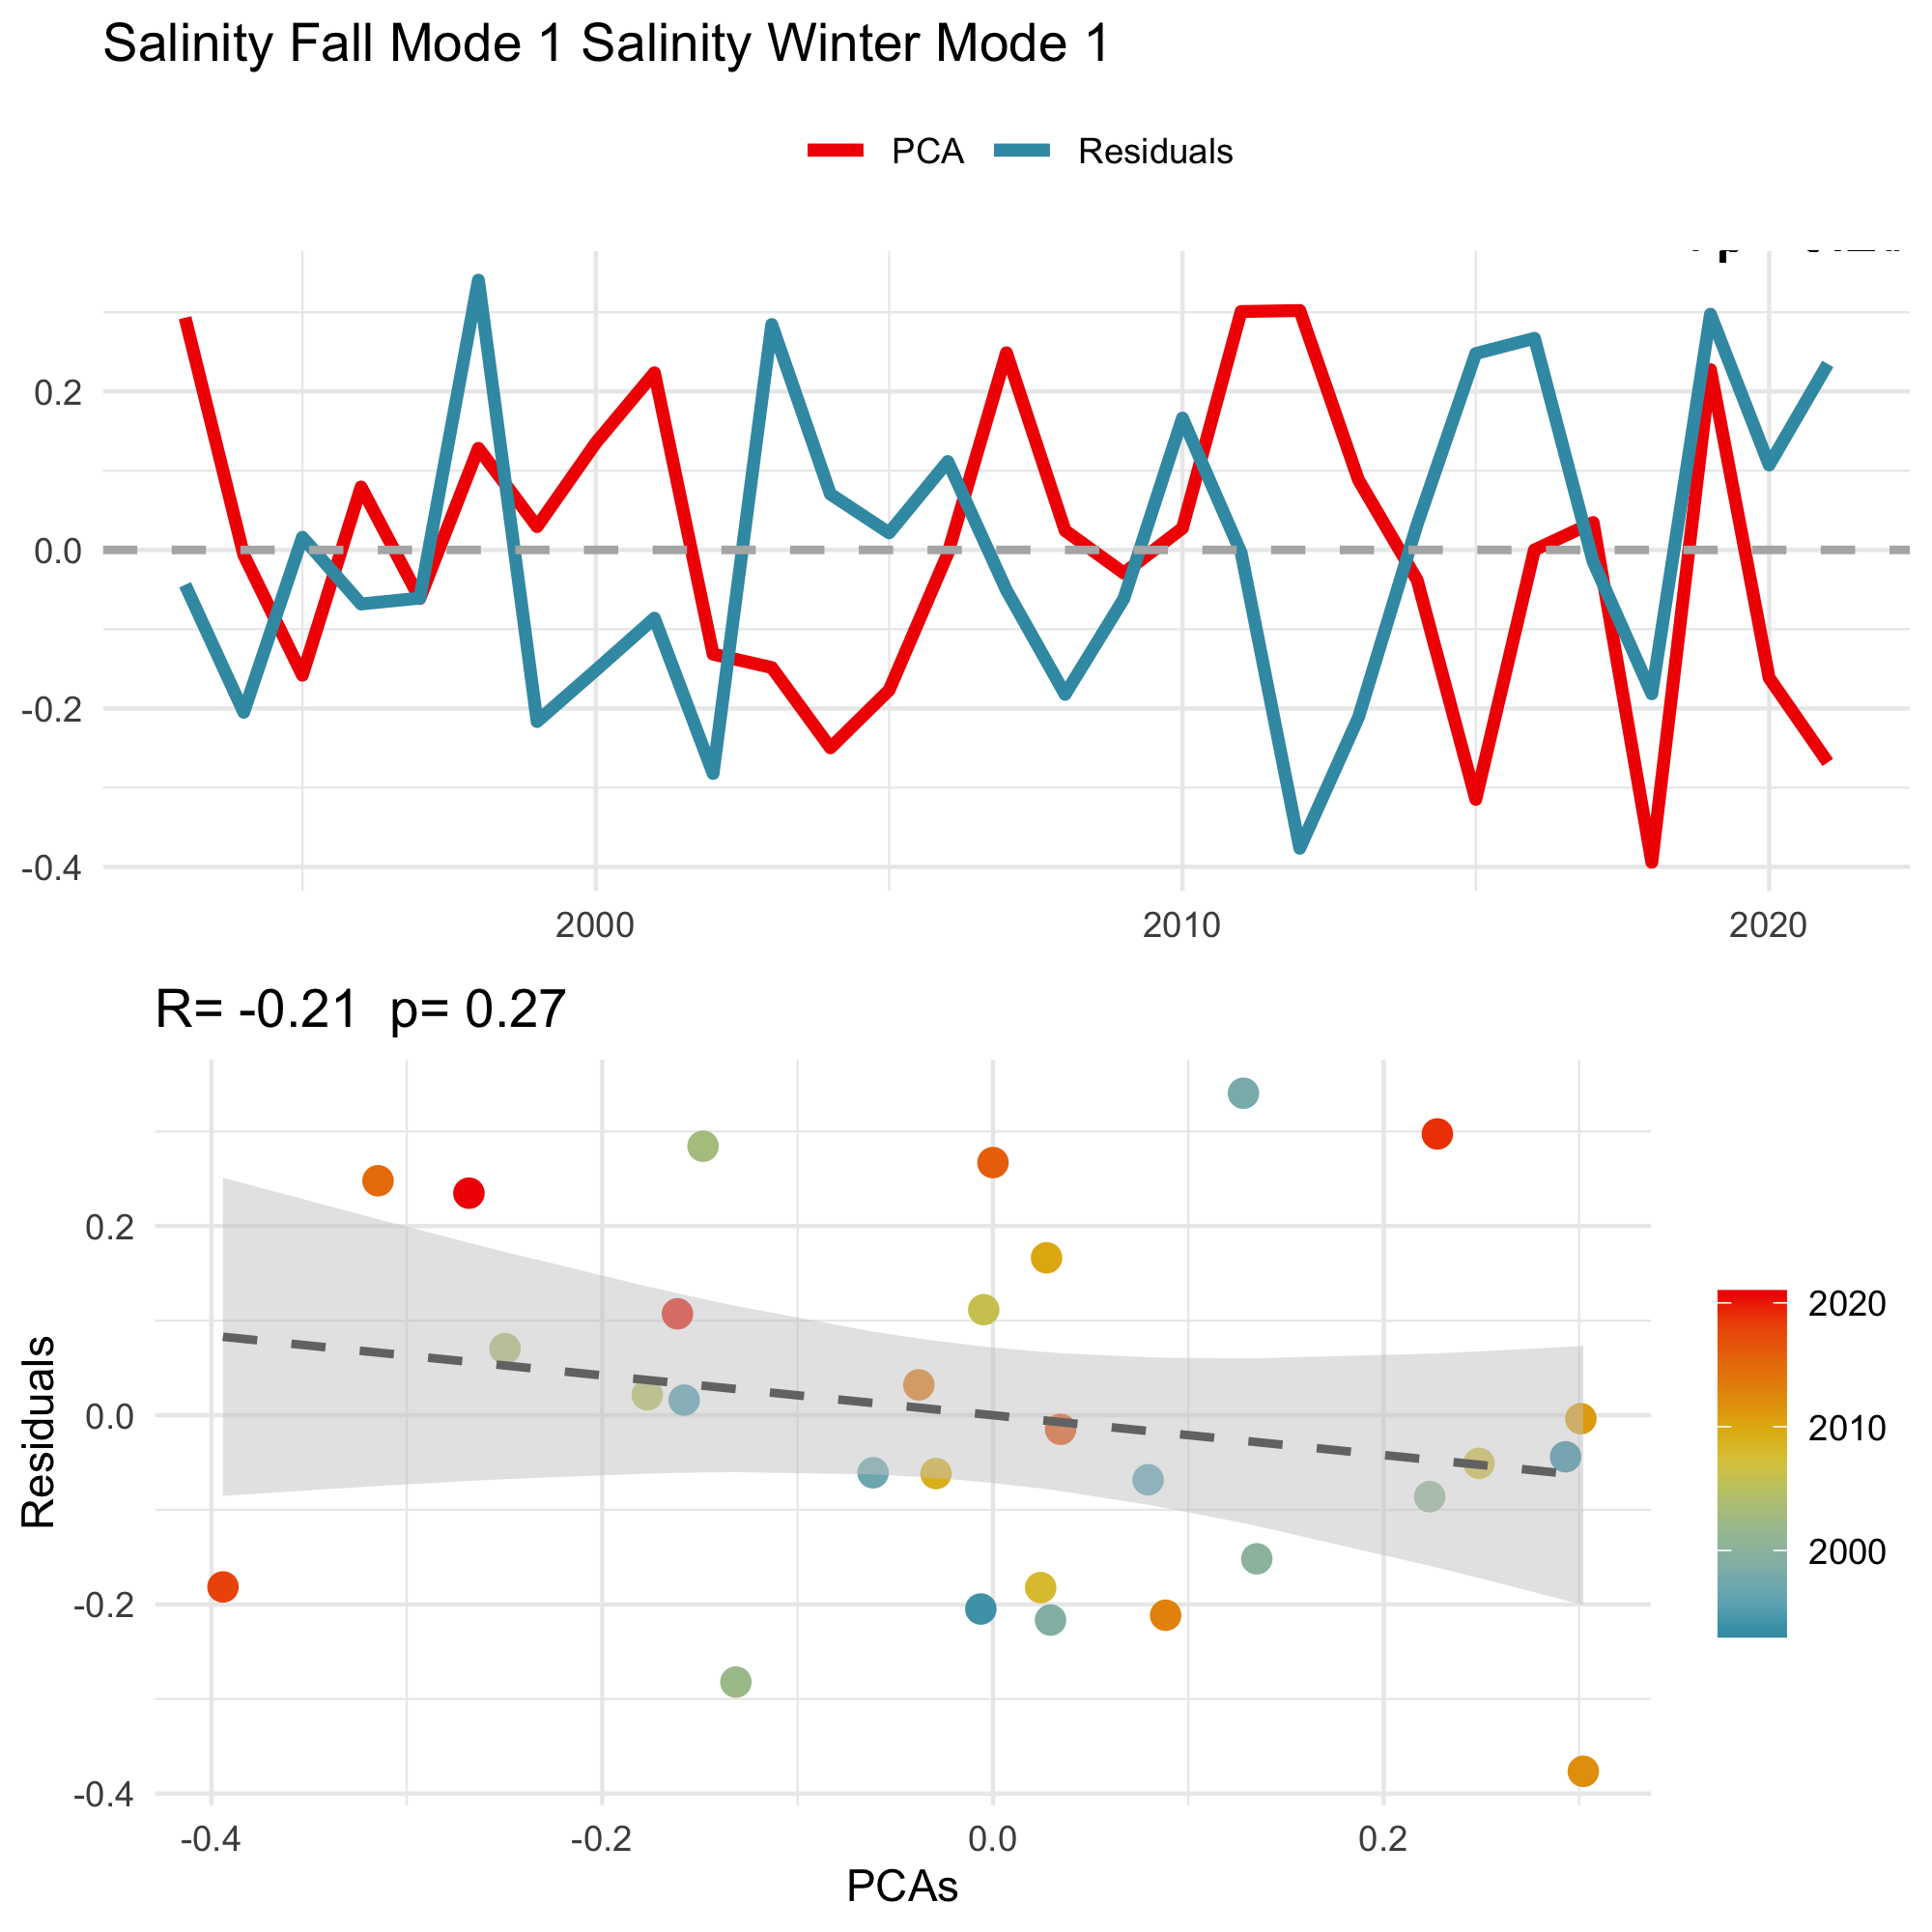 Salinity Fall Mode 1 Salinity Winter Mode 1
PCA Residuals
0.2
0.0
-0.2
-0.4
2000 2010 2020
R= -0.21 p= 0.27
Residuals
0.2
0.0
-0.2
-0.4
-0.4 -0.2 0.0 0.2
PCAs
2020
2010
2000